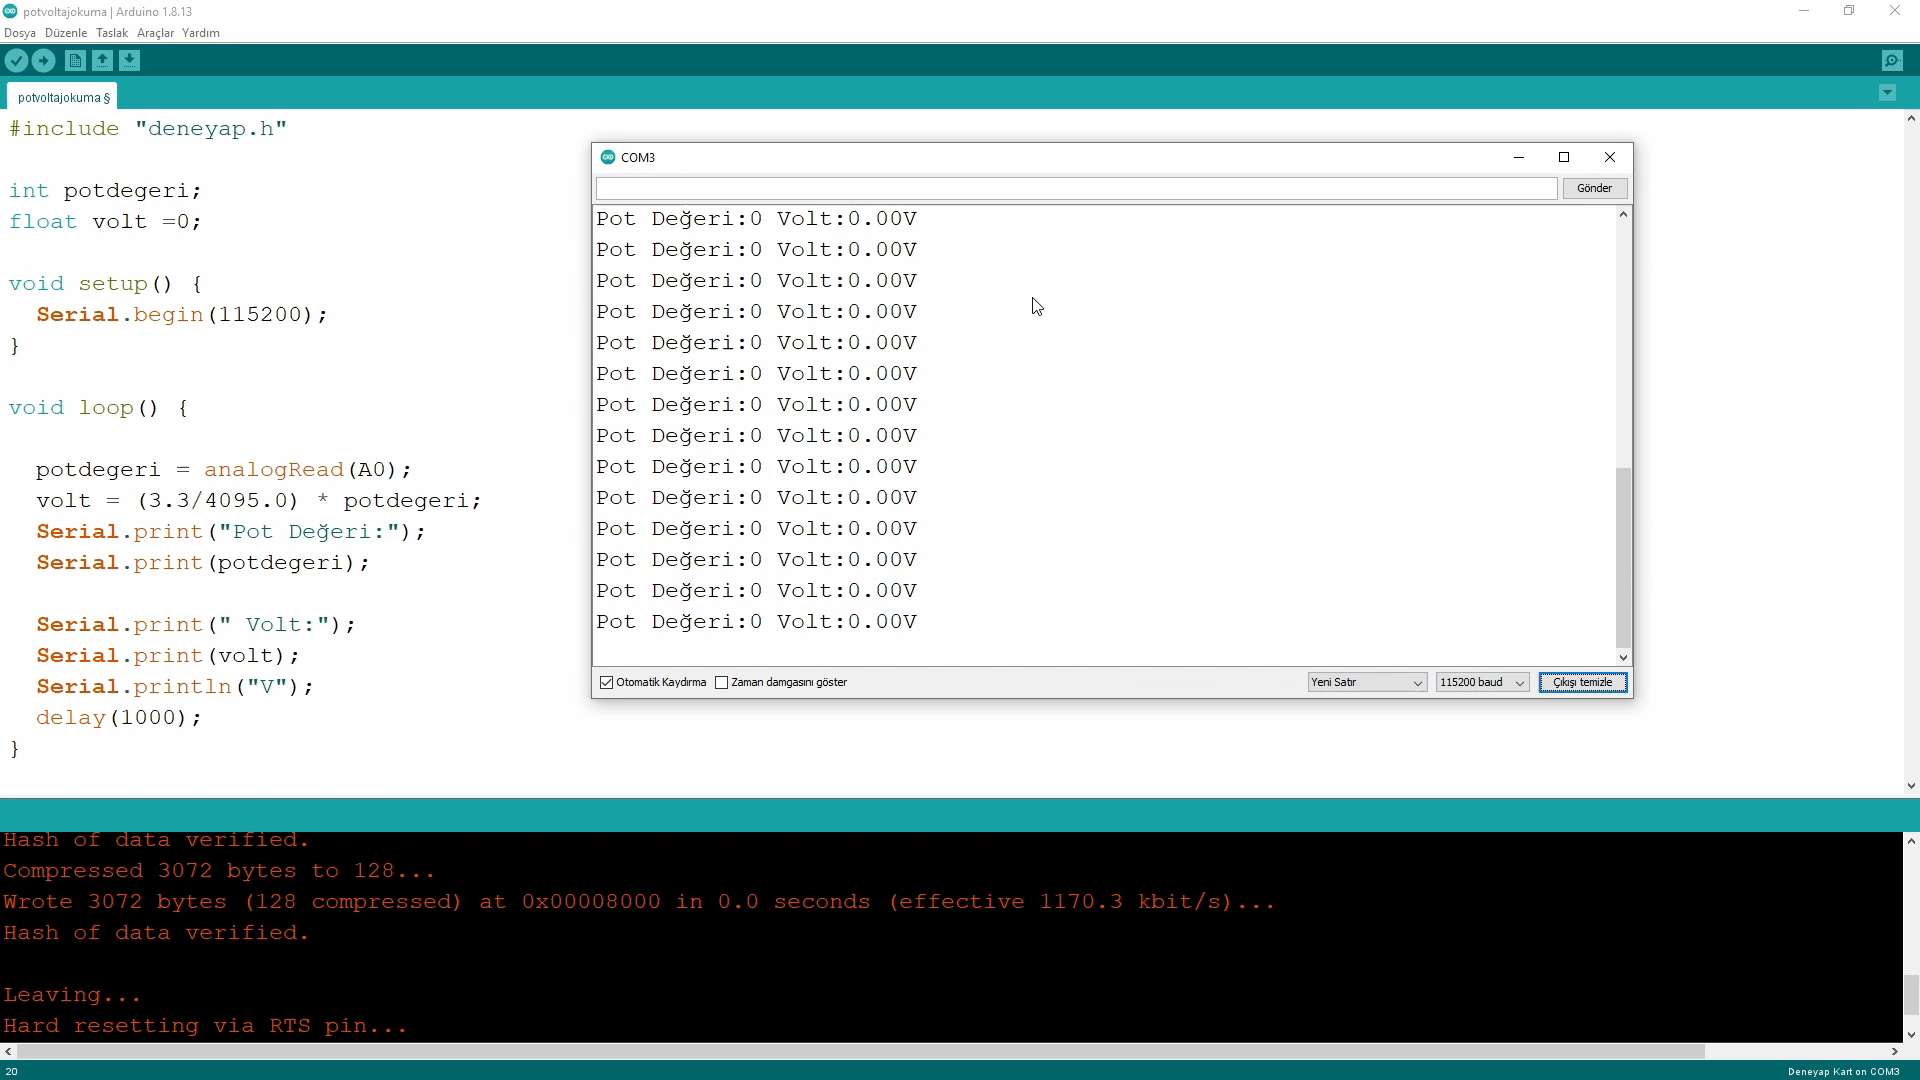 potvoltajokuma | Arduino 1.8.13
Dosya Düzenle Taslak Araçlar Yardım
potvoltajokuma §
#include "deneyap.h"
int potdegeri;
float volt =0;
void setup() {
Serial.begin(115200);
}
void loop() {
potdegeri = analogRead(A0);
volt = (3.3/4095.0) * potdegeri;
Serial.print("Pot Değeri:");
Serial.print(potdegeri);
Serial.print(" Volt:");
Serial.print(volt);
Serial.println("V");
delay(1000);
}
COM3
Gönder
Pot Değeri:0 Volt:0.00V
Pot Değeri:0 Volt:0.00V
Pot Değeri:0 Volt:0.00V
Pot Değeri:0 Volt:0.00V
Pot Değeri:0 Volt:0.00V
Pot Değeri:0 Volt:0.00V
Pot Değeri:0 Volt:0.00V
Pot Değeri:0 Volt:0.00V
Pot Değeri:0 Volt:0.00V
Pot Değeri:0 Volt:0.00V
Pot Değeri:0 Volt:0.00V
Pot Değeri:0 Volt:0.00V
Pot Değeri:0 Volt:0.00V
Pot Değeri:0 Volt:0.00V
Otomatik Kaydırma Zaman damgasını göster Yeni Satır 115200 baud Çıkışı temizle
Hash of data verified.
Compressed 3072 bytes to 128...
Wrote 3072 bytes (128 compressed) at 0x00008000 in 0.0 seconds (effective 1170.3 kbit/s)...
Hash of data verified.
Leaving...
Hard resetting via RTS pin...
20 Deneyap Kart on COM3